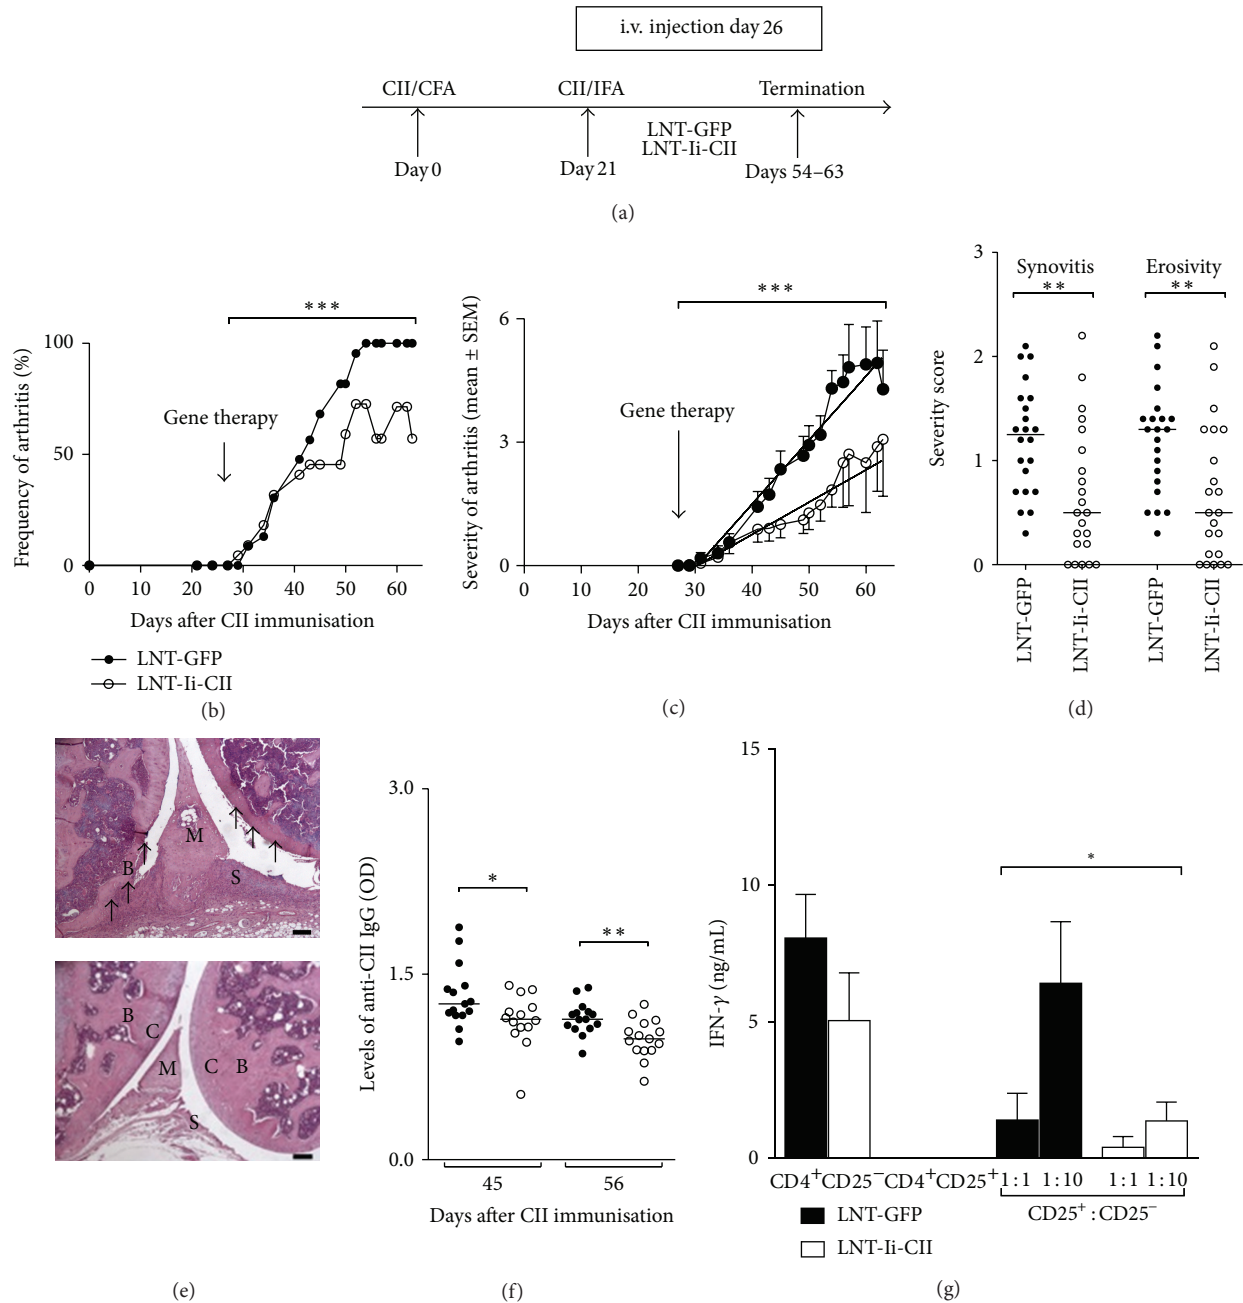 i.v. injection day 26
CII/CFA CII/IFA Termination
LNT-GFP
LNT-Ii-CII
Day 0 Day 21 Days 54–63
(a)
Frequency of arthritis (%)
100
50
0
***
Gene therapy
0 10 20 30 40 50 60
Days after CII immunisation
LNT-GFP
LNT-Ii-CII
(b)
Severity of arthritis (mean ± SEM)
6
3
0
***
Gene therapy
30 40 50 60
Days after CII immunisation
(c)
Severity score
3
2
1
0
Synovitis Erosivity
** **
LNT-GFP
LNT-Ii-CII
LNT-GFP
LNT-Ii-CII
(d)
M
B
S
B
C
M
C B
S
(e)
Levels of anti-CII IgG (OD)
3.0
1.5
0.0
*
**
45 56
Days after CII immunisation
(f)
IFN-γ (ng/mL)
15
10
5
0
*
CD4+CD25− CD4+CD25+ 1 : 1 1 : 10 1 : 1 1 : 10
CD25+ : CD25−
LNT-GFP
LNT-Ii-CII
(g)